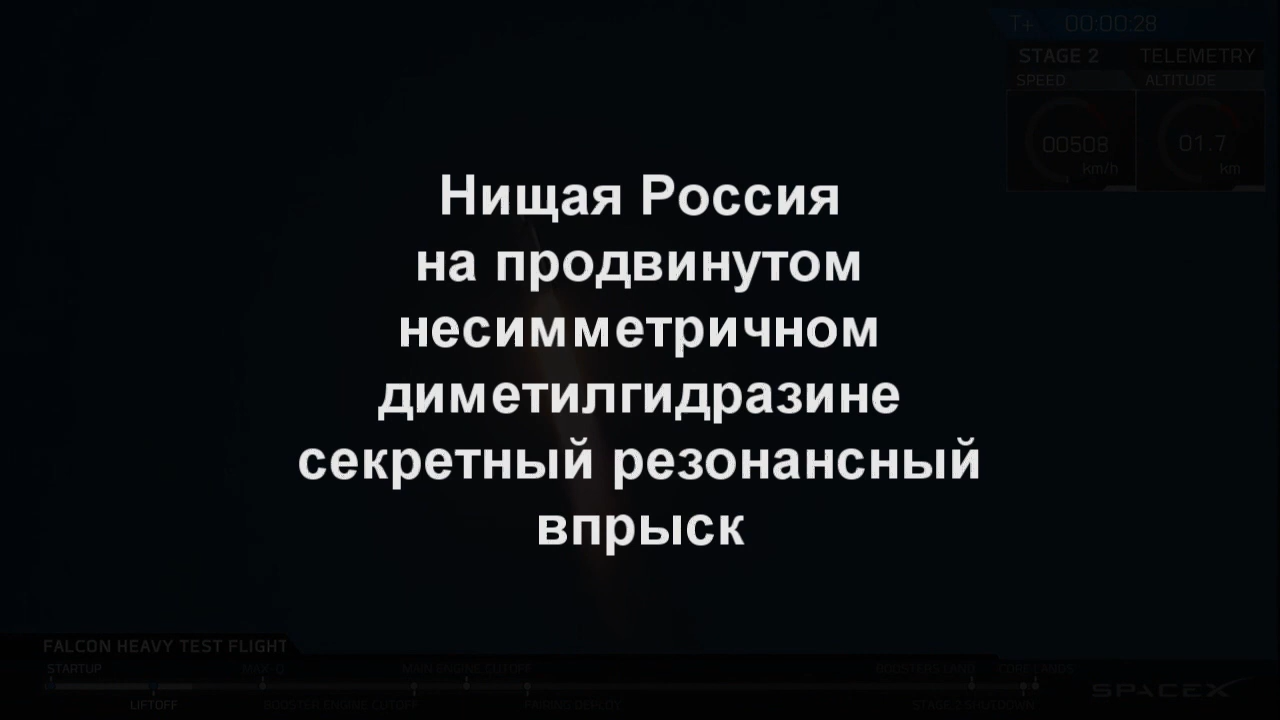 T+ 00:00:28
STAGE 2 TELEMETRY
SPEED ALTITUDE
00508 01.7
km/h km
Нищая Россия
на продвинутом
несимметричном
диметилгидразине
секретный резонансный
впрыск
FALCON HEAVY TEST FLIGHT
STARTUP MAX-Q MAIN ENGINE CUTOFF BOOSTERS LAND CORE LANDS
LIFTOFF BOOSTER ENGINE CUTOFF FAIRING DEPLOY STAGE 2 SHUTDOWN
SPACEX